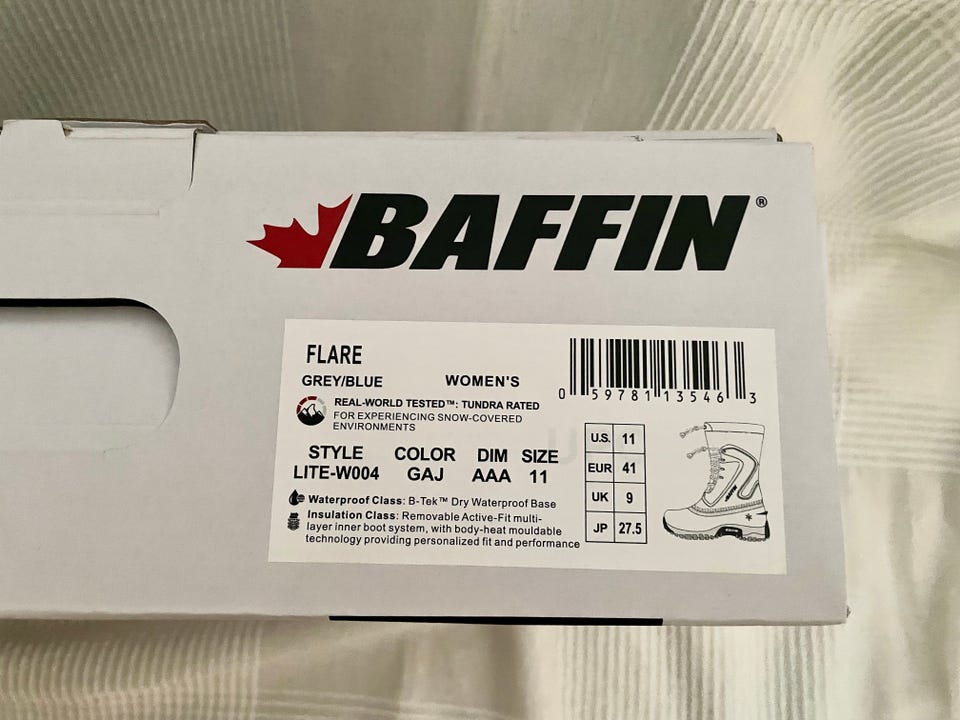 BAFFIN®
FLARE
GREY/BLUE WOMEN'S
0 59781 13546 3
REAL-WORLD TESTED™: TUNDRA RATED
FOR EXPERIENCING SNOW-COVERED
ENVIRONMENTS
STYLE COLOR DIM SIZE
LITE-W004 GAJ AAA 11
Waterproof Class: B-Tek™ Dry Waterproof Base
Insulation Class: Removable Active-Fit multi-
layer inner boot system, with body-heat mouldable
technology providing personalized fit and performance
U.S. 11
EUR 41
UK 9
JP 27.5
BAFFIN